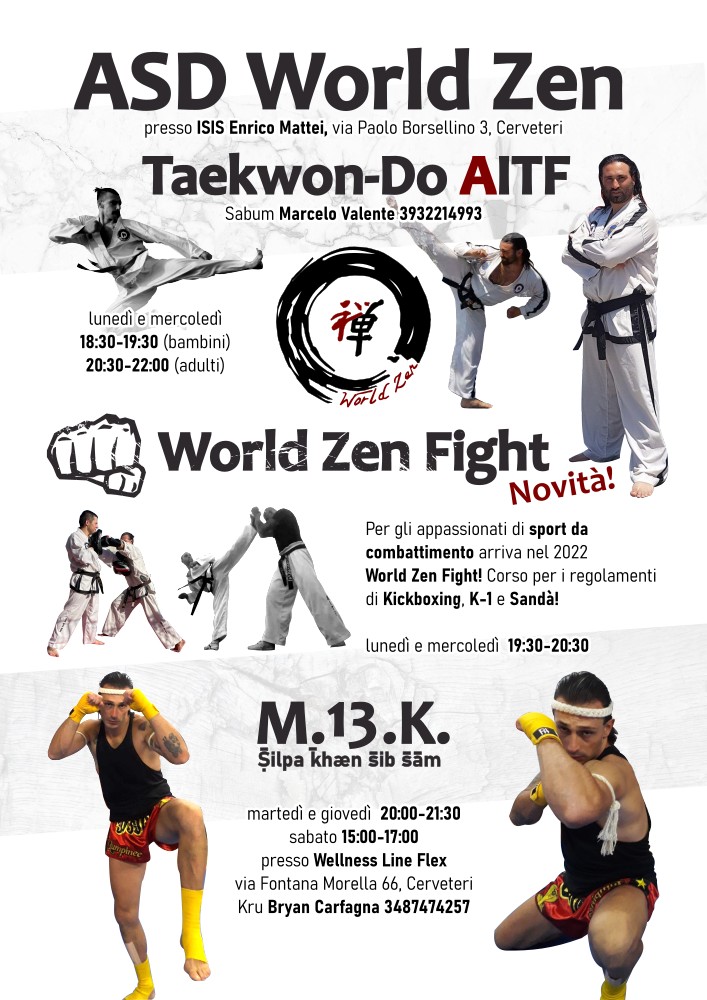 ASD World Zen
presso ISIS Enrico Mattei, via Paolo Borsellino 3, Cerveteri
Taekwon-Do AITF
Sabum Marcelo Valente 3932214993
lunedì e mercoledì
18:30-19:30 (bambini)
20:30-22:00 (adulti)
禅
World Zen
World Zen Fight
Novità!
Per gli appassionati di sport da
combattimento arriva nel 2022
World Zen Fight! Corso per i regolamenti
di Kickboxing, K-1 e Sandà!
lunedì e mercoledì 19:30-20:30
M.13.K.
S̄ilpa k̄hæn s̄ib s̄ām
martedì e giovedì 20:00-21:30
sabato 15:00-17:00
presso Wellness Line Flex
via Fontana Morella 66, Cerveteri
Kru Bryan Carfagna 3487474257